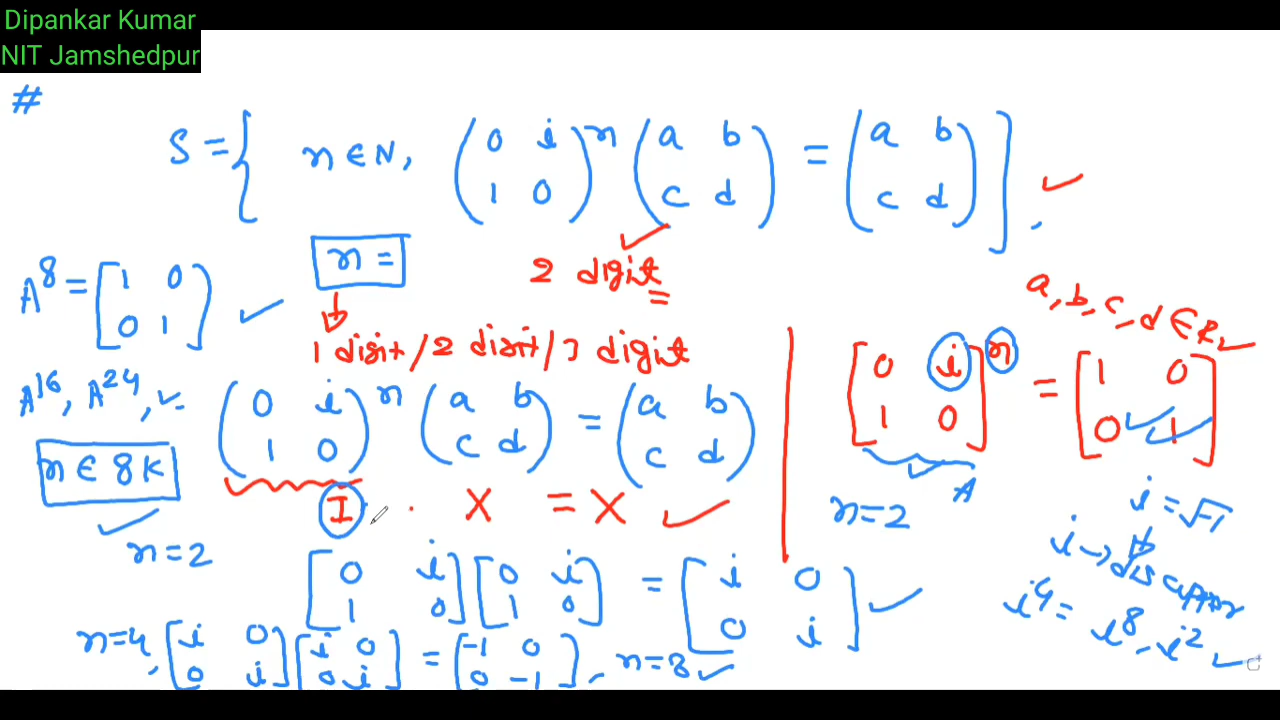 Dipankar Kumar
NIT Jamshedpur
#
S = { n ∈ N, (0 i 1 0)^n (a b c d) = (a b c d) },
n =
2 digit
A^8 = [1 0 0 1]
1 digit / 2 digit / 3 digit
a, b, c, d ∈ R,
[0 i 1 0]^n = [1 0 0 1]
A
A^16, A^24,
(0 i 1 0)^n (a b c d) = (a b c d)
n ∈ 8K
I . X = X
n = 2
i = √-1
n = 2
[0 i 1 0] [0 i 1 0] = [i 0 0 i]
i →
i^4 = i^8, i^2
n=4, [i 0 0 i] [i 0 0 i] = (-1 0 0 -1), n=8